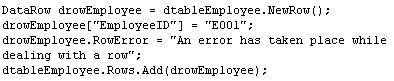 DataRow drowEmployee = dtableEmployee.NewRow();
drowEmployee["EmployeeID"] = "E001";
drowEmployee.RowError = "An error has taken place while
dealing with a row";
dtableEmployee.Rows.Add(drowEmployee);